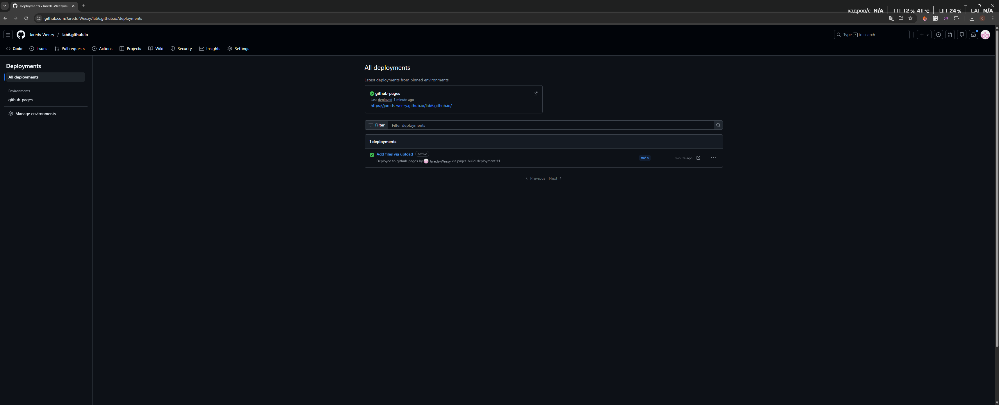 Deployments · Jareds-Weezy/la
кадров/с N/A ГП 12 % 41 °C ЦП 24 % LAT N/A
github.com/Jareds-Weezy/lab6.github.io/deployments
C
Jareds-Weezy / lab6.github.io
Type / to search
Code Issues Pull requests Actions Projects Wiki Security Insights Settings
Deployments
All deployments
Environments
github-pages
Manage environments
All deployments
Latest deployments from pinned environments
github-pages
Last deployed 1 minute ago
https://jareds-weezy.github.io/lab6.github.io/
Filter Filter deployments
1 deployments
Add files via upload Active
Deployed to github-pages by Jareds-Weezy via pages-build-deployment #1
main 1 minute ago
Previous Next